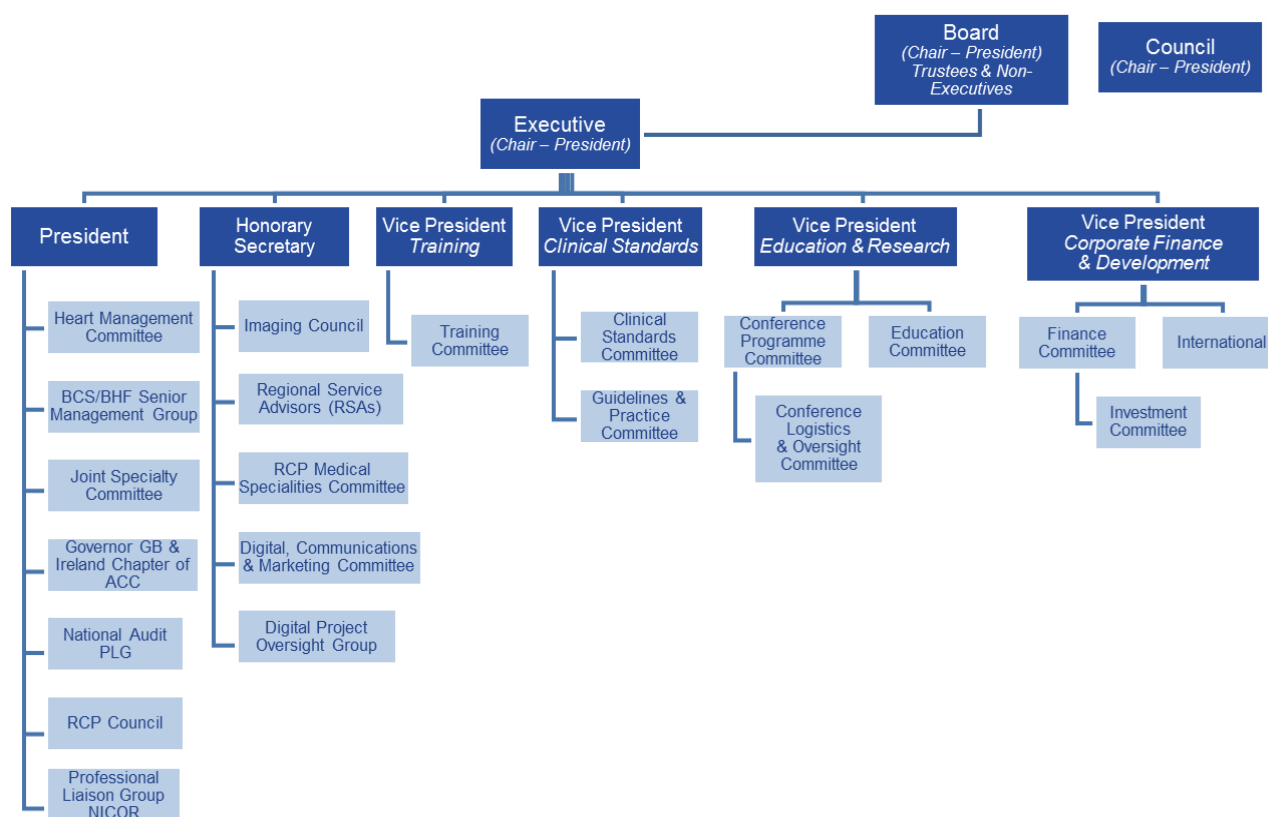 Board
(Chair – President)
Trustees & Non-
Executives
Council
(Chair – President)
Executive
(Chair – President)
President
Honorary
Secretary
Vice President
Training
Vice President
Clinical Standards
Vice President
Education & Research
Vice President
Corporate Finance
& Development
Heart Management
Committee
BCS/BHF Senior
Management Group
Joint Specialty
Committee
Governor GB &
Ireland Chapter of
ACC
National Audit
PLG
RCP Council
Professional
Liaison Group
NICOR
Imaging Council
Regional Service
Advisors (RSAs)
RCP Medical
Specialities Committee
Digital, Communications
& Marketing Committee
Digital Project
Oversight Group
Training
Committee
Clinical
Standards
Committee
Guidelines &
Practice
Committee
Conference
Programme
Committee
Education
Committee
Conference
Logistics
& Oversight
Committee
Finance
Committee
International
Investment
Committee